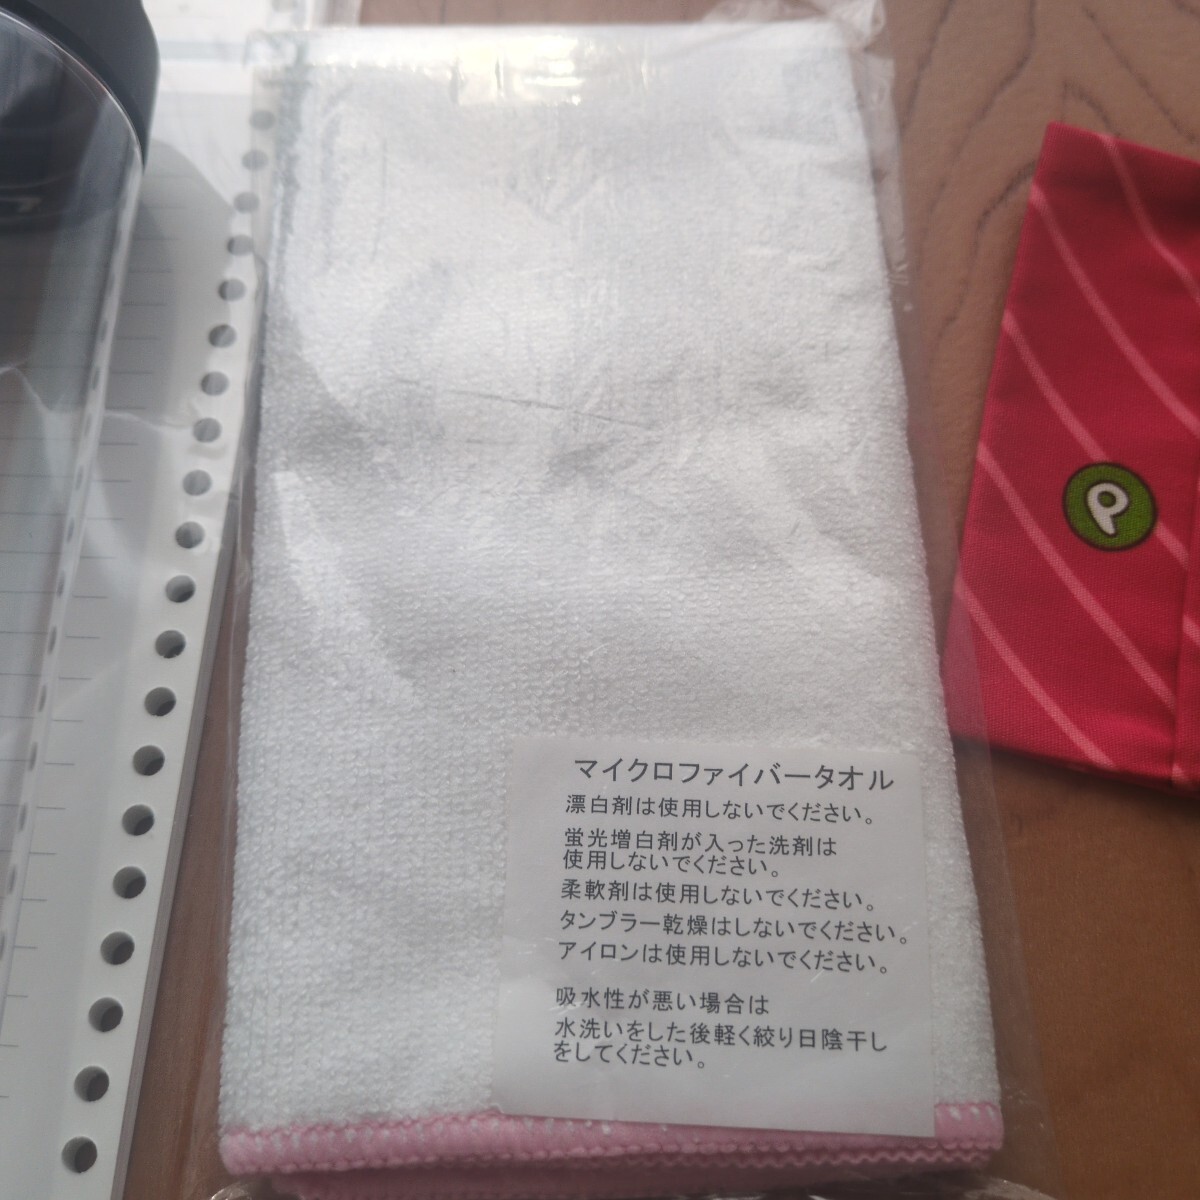 マイクロファイバータオル
漂白剤は使用しないでください。
蛍光増白剤が入った洗剤は
使用しないでください。
柔軟剤は使用しないでください。
タンブラー乾燥はしないでください。
アイロンは使用しないでください。
吸水性が悪い場合は
水洗いをした後軽く絞り日陰干し
をしてください。